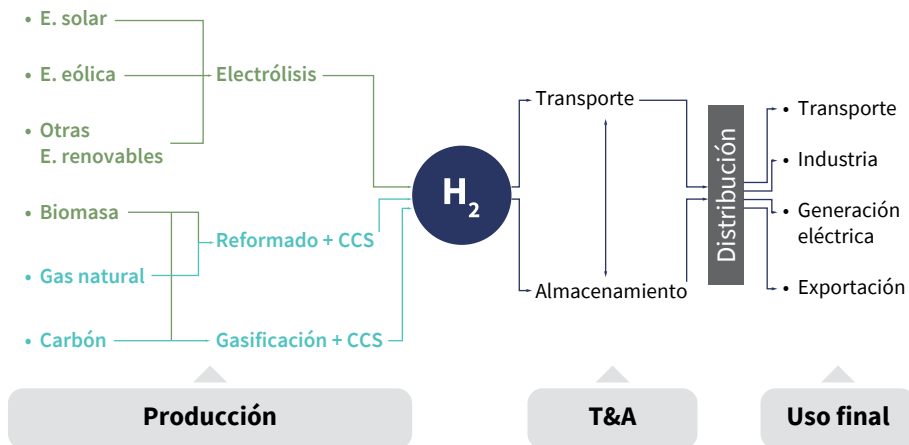 • E. solar
• E. eólica
• Otras
E. renovables
• Biomasa
• Gas natural
• Carbón
Electrólisis
Reformado + CCS
Gasificación + CCS
H₂
Transporte
Almacenamiento
Distribución
• Transporte
• Industria
• Generación
eléctrica
• Exportación
Producción
T&A
Uso final